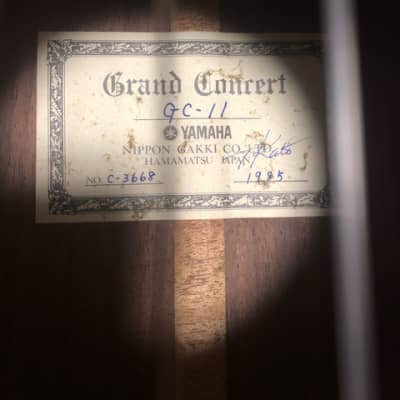 Grand Concert
GC-11
YAMAHA
NIPPON GAKKI CO., LTD.
HAMAMATSU JAPAN
T. Kato
NO. C-3668 1985